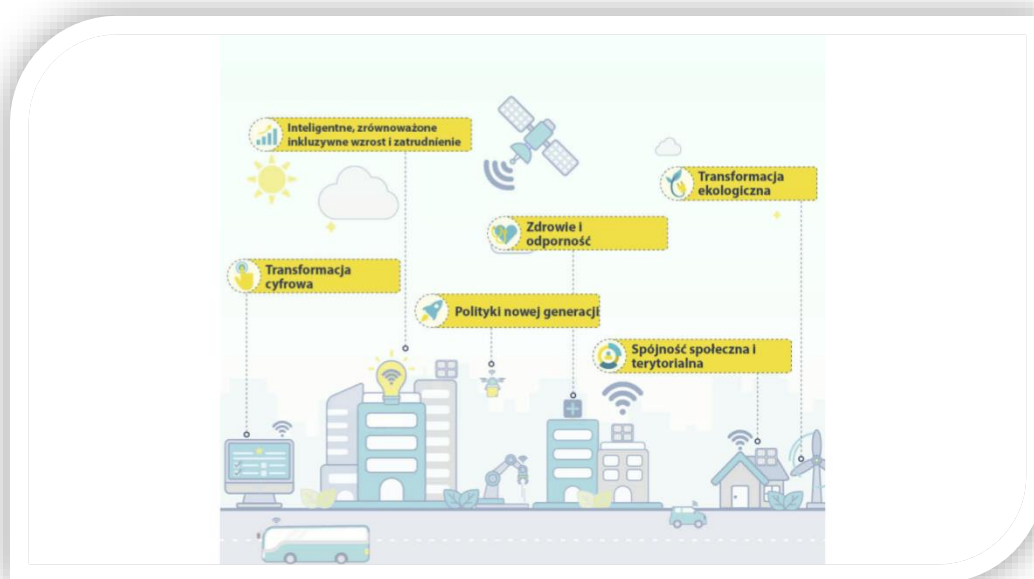 Inteligentne, zrównoważone
inkluzywne wzrost i zatrudnienie
Transformacja
ekologiczna
Zdrowie i
odporność
Transformacja
cyfrowa
Polityki nowej generacji
Spójność społeczna i
terytorialna